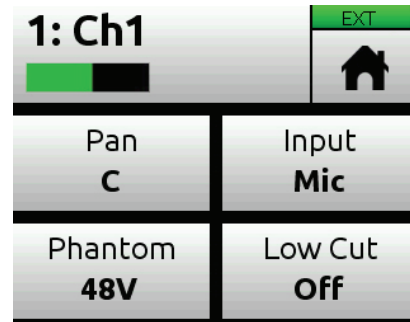 1: Ch1
EXT
Pan
C
Input
Mic
Phantom
48V
Low Cut
Off